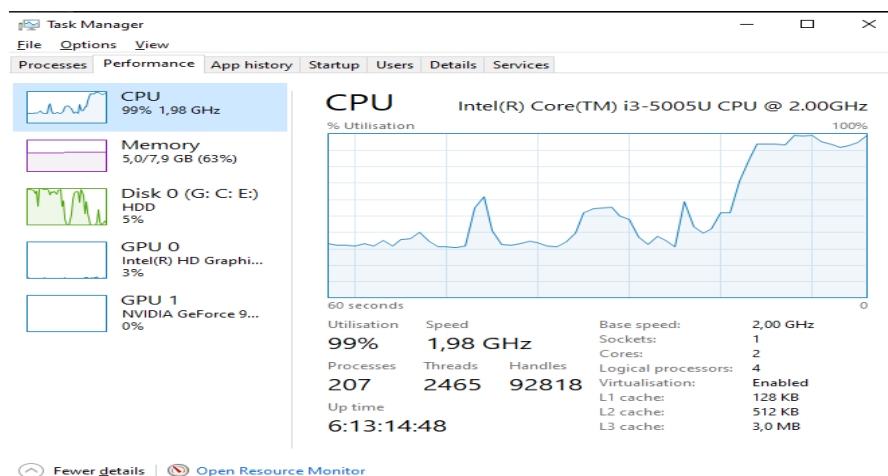 Task Manager
File Options View
Processes Performance App history Startup Users Details Services
CPU
99% 1,98 GHz
Memory
5,0/7,9 GB (63%)
Disk 0 (G: C: E:)
HDD
5%
GPU 0
Intel(R) HD Graphi...
3%
GPU 1
NVIDIA GeForce 9...
0%
CPU Intel(R) Core(TM) i3-5005U CPU @ 2.00GHz
% Utilisation 100%
60 seconds 0
Utilisation Speed
99% 1,98 GHz
Processes Threads Handles
207 2465 92818
Up time
6:13:14:48
Base speed: 2,00 GHz
Sockets: 1
Cores: 2
Logical processors: 4
Virtualisation: Enabled
L1 cache: 128 KB
L2 cache: 512 KB
L3 cache: 3,0 MB
Fewer details Open Resource Monitor